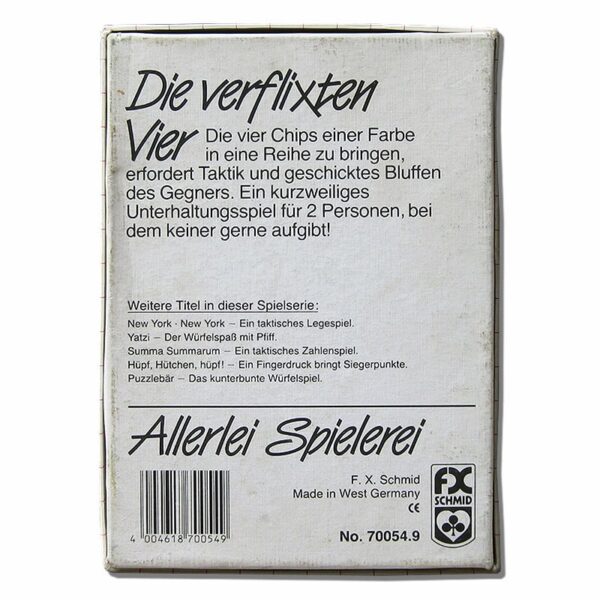 Die verflixten
Vier Die vier Chips einer Farbe
in eine Reihe zu bringen,
erfordert Taktik und geschicktes Bluffen
des Gegners. Ein kurzweiliges
Unterhaltungsspiel für 2 Personen, bei
dem keiner gerne aufgibt!
Weitere Titel in dieser Spielserie:
New York · New York – Ein taktisches Legespiel.
Yatzi – Der Würfelspaß mit Pfiff.
Summa Summarum – Ein taktisches Zahlenspiel.
Hüpf, Hütchen, hüpf! – Ein Fingerdruck bringt Siegerpunkte.
Puzzlebär – Das kunterbunte Würfelspiel.
Allerlei Spielerei
F. X. Schmid
Made in West Germany
CE
No. 70054.9
4 004618 700549
FX
SCHMID